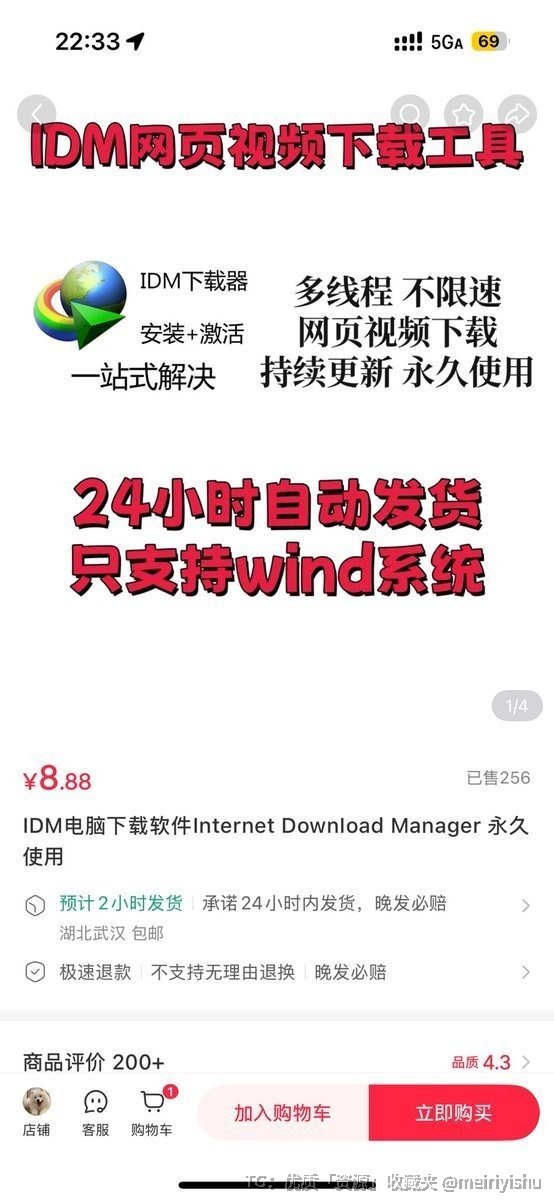 22:33
5GA 69
IDM网页视频下载工具
IDM下载器
安装+激活
一站式解决
多线程 不限速
网页视频下载
持续更新 永久使用
24小时自动发货
只支持wind系统
1/4
¥8.88
已售256
IDM电脑下载软件Internet Download Manager 永久
使用
预计2小时发货 承诺24小时内发货，晚发必赔
湖北武汉 包邮
极速退款 不支持无理由退换 晚发必赔
商品评价 200+
品质 4.3
1
店铺 客服 购物车
加入购物车
立即购买
TG：优质「资源」收藏夹 @meiriyishu